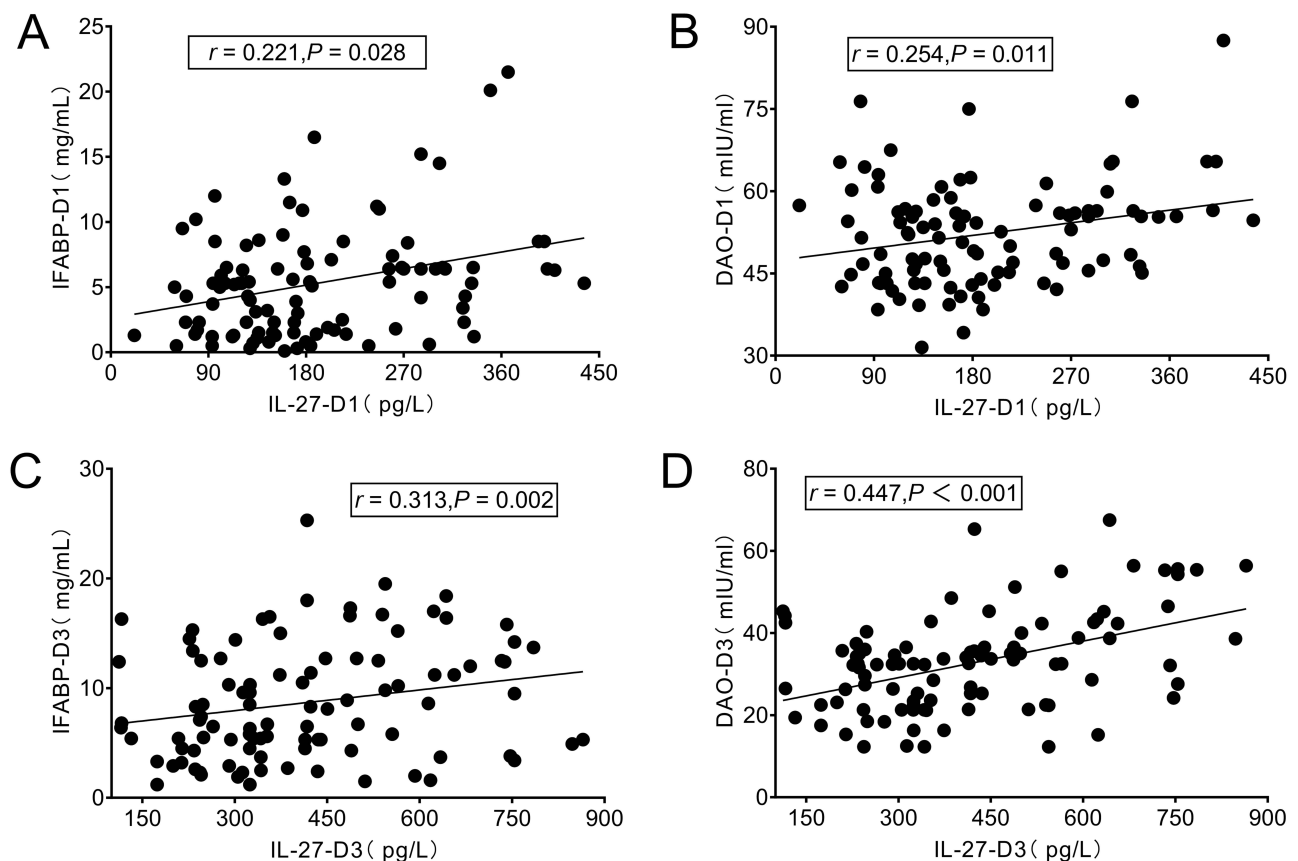 A
r = 0.221,P = 0.028
IFABP-D1( mg/mL)
25
20
15
10
5
0
0 90 180 270 360 450
IL-27-D1( pg/L)
B
r = 0.254,P = 0.011
DAO-D1( mIU/ml)
90
75
60
45
30
0 90 180 270 360 450
IL-27-D1( pg/L)
C
r = 0.313,P = 0.002
IFABP-D3( mg/mL)
30
20
10
0
150 300 450 600 750 900
IL-27-D3( pg/L)
D
r = 0.447,P < 0.001
DAO-D3( mIU/ml)
80
60
40
20
0
150 300 450 600 750 900
IL-27-D3( pg/L)